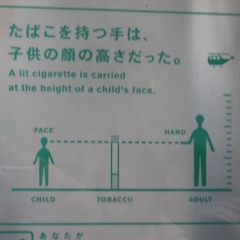 たばこを持つ手は、
子供の顔の高さだった。
A lit cigarette is carried
at the height of a child's face.
FACE
HAND
CHILD
TOBACCO
ADULT
あなたが